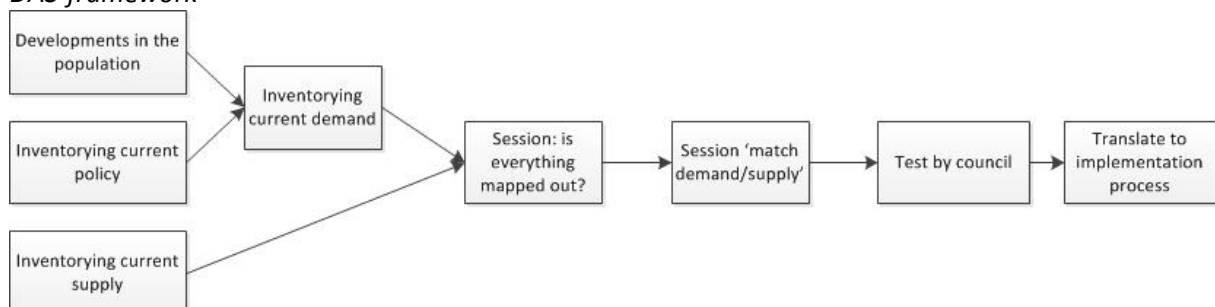 DAS framework
Developments in the
population
Inventorying current
policy
Inventorying current
supply
Inventorying
current demand
Session: is
everything
mapped out?
Session ‘match
demand/supply’
Test by council
Translate to
implementation
process